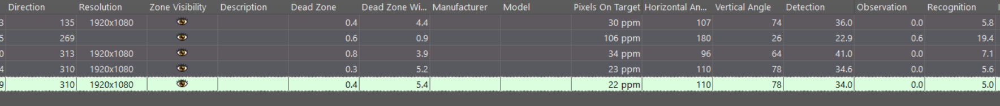 Direction Resolution Zone Visibility Description Dead Zone Dead Zone Wi... Manufacturer Model Pixels On Target Horizontal An... Vertical Angle Detection Observation Recognition
3 135 1920x1080 0.4 4.4 30 ppm 107 74 36.0 0.0 5.8
5 269 0.6 0.9 106 ppm 180 26 22.9 0.6 19.4
0 313 1920x1080 0.8 3.9 34 ppm 96 64 41.0 0.0 7.1
4 310 1920x1080 0.3 5.2 23 ppm 110 78 34.6 0.0 5.6
9 310 1920x1080 0.4 5.4 22 ppm 110 78 34.0 0.0 5.0